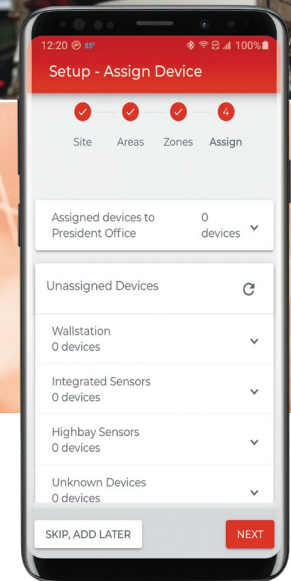 12:20 85° 100%
Setup - Assign Device
4
Site Areas Zones Assign
Assigned devices to 0
President Office devices
Unassigned Devices
Wallstation
0 devices
Integrated Sensors
0 devices
Highbay Sensors
0 devices
Unknown Devices
0 devices
SKIP, ADD LATER NEXT